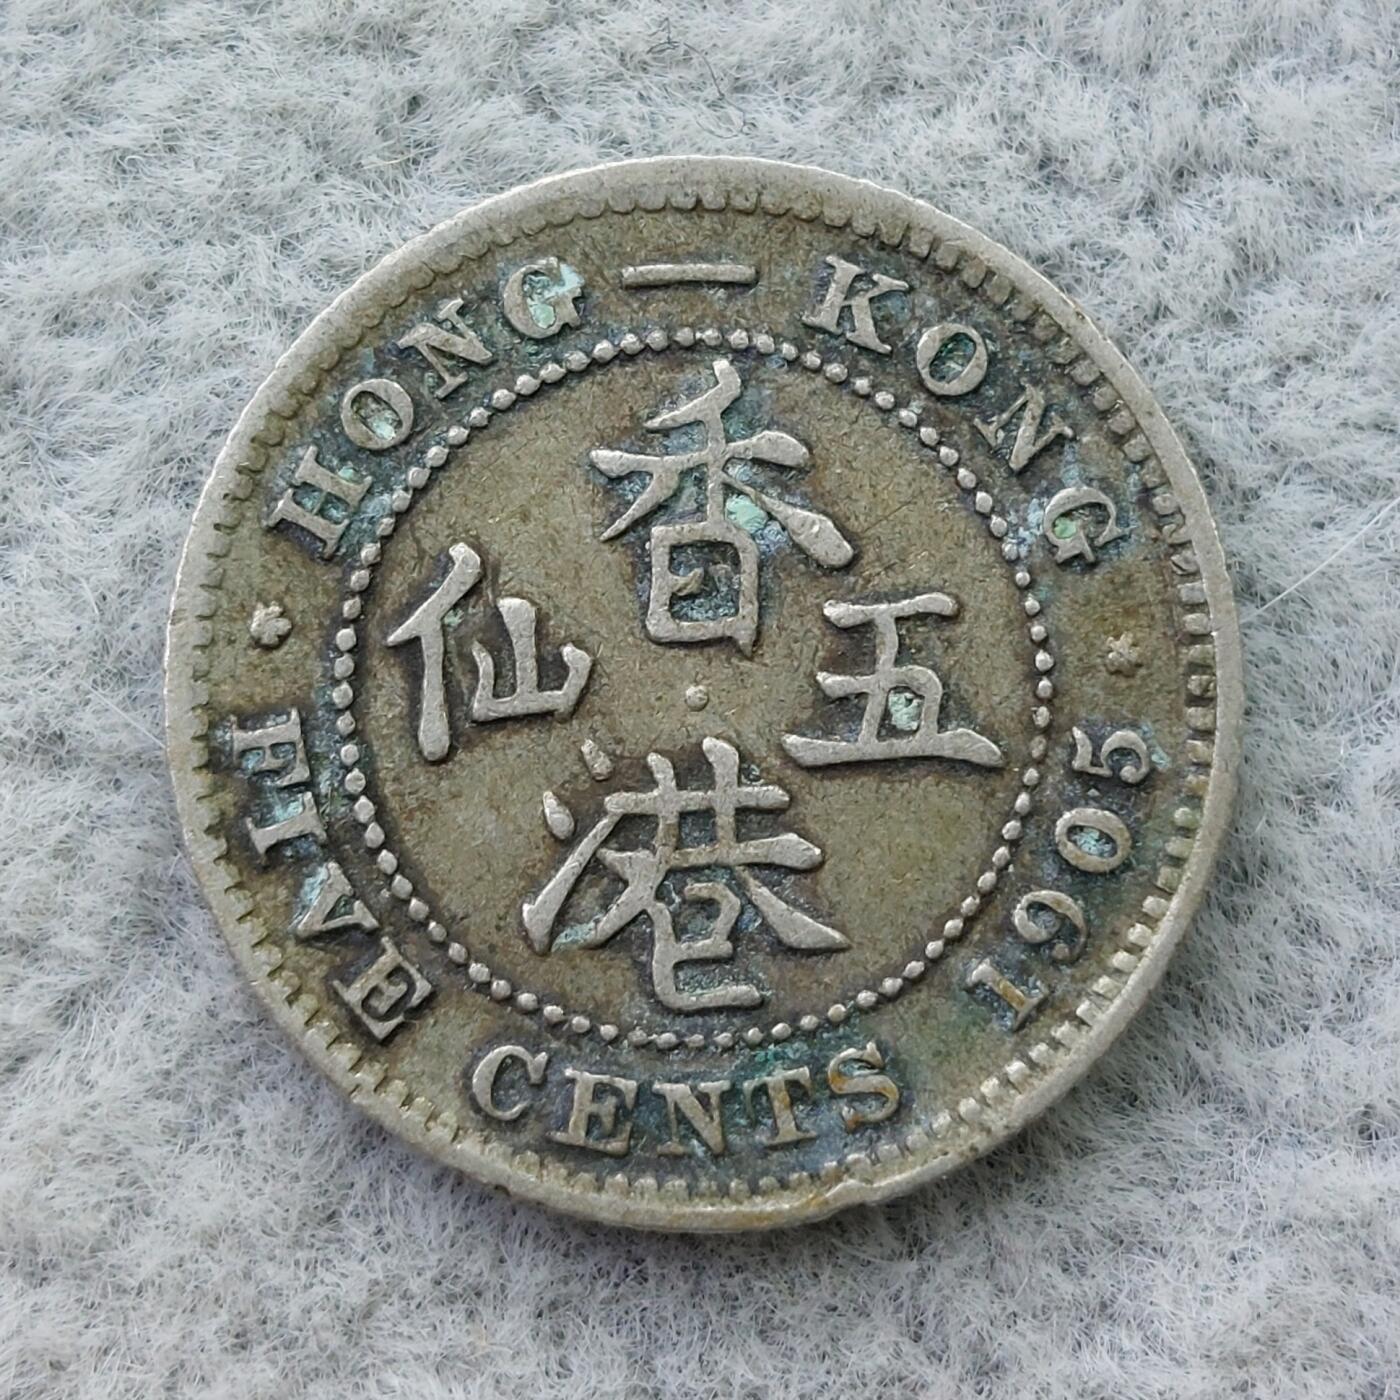 HONG－KONG
香港
五仙
FIVE CENTS 1905